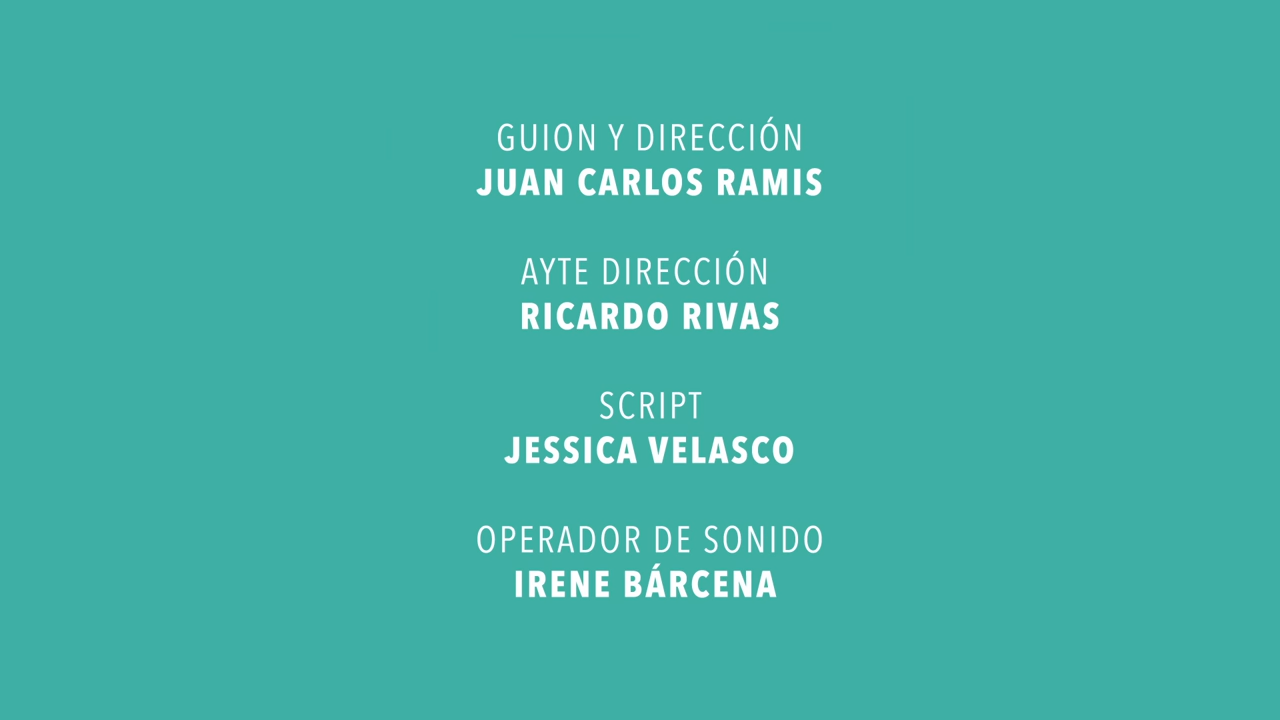 GUION Y DIRECCIÓN
JUAN CARLOS RAMIS
AYTE DIRECCIÓN
RICARDO RIVAS
SCRIPT
JESSICA VELASCO
OPERADOR DE SONIDO
IRENE BÁRCENA